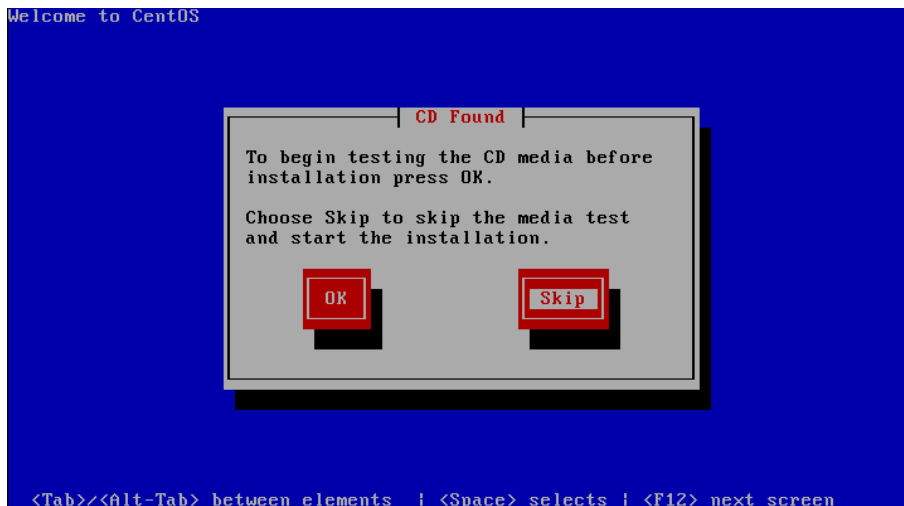 Welcome to CentOS
CD Found
To begin testing the CD media before
installation press OK.
Choose Skip to skip the media test
and start the installation.
OK Skip
<Tab>/<Alt-Tab> between elements | <Space> selects | <F12> next screen